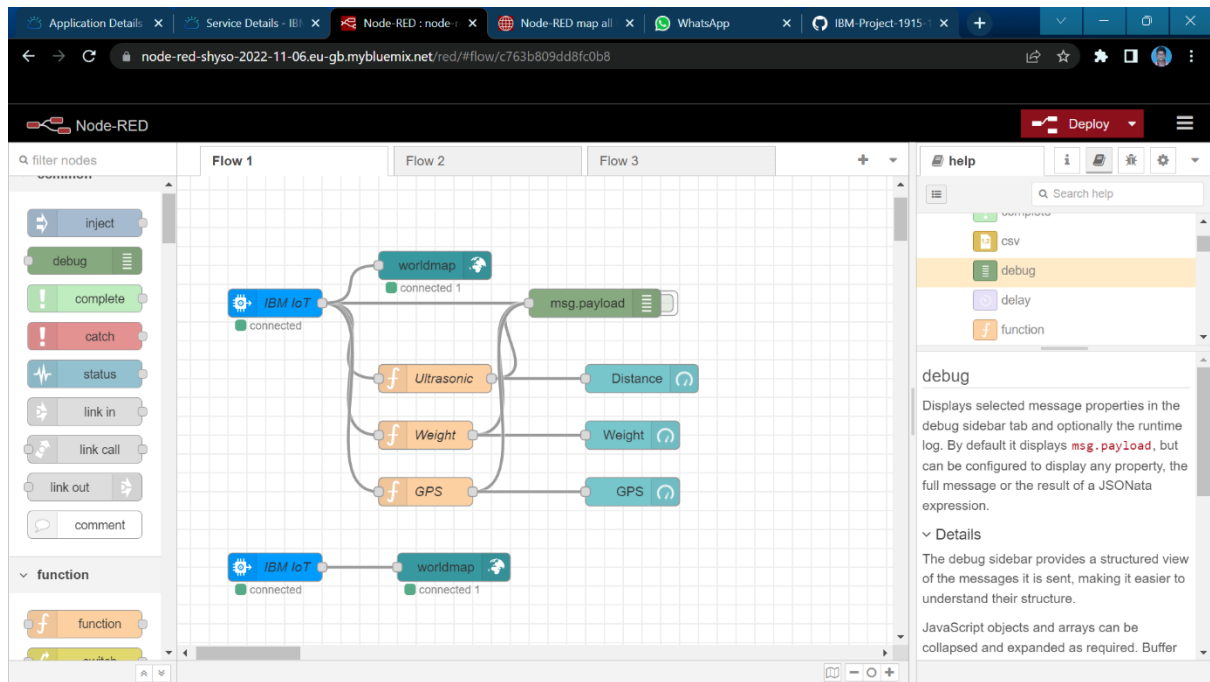 Application Details
Service Details - IB
Node-RED : node-r
Node-RED map all
WhatsApp
IBM-Project-1915-1
node-red-shyso-2022-11-06.eu-gb.mybluemix.net/red/#flow/c763b809dd8fc0b8
Node-RED
Deploy
filter nodes
common
inject
debug
complete
catch
status
link in
link call
link out
comment
function
function
switch
Flow 1
Flow 2
Flow 3
worldmap
connected 1
IBM IoT
connected
msg.payload
Ultrasonic
Distance
Weight
Weight
GPS
GPS
IBM IoT
connected
worldmap
connected 1
help
Search help
complete
csv
debug
delay
function
debug
Displays selected message properties in the
debug sidebar tab and optionally the runtime
log. By default it displays msg.payload, but
can be configured to display any property, the
full message or the result of a JSONata
expression.
Details
The debug sidebar provides a structured view
of the messages it is sent, making it easier to
understand their structure.
JavaScript objects and arrays can be
collapsed and expanded as required. Buffer